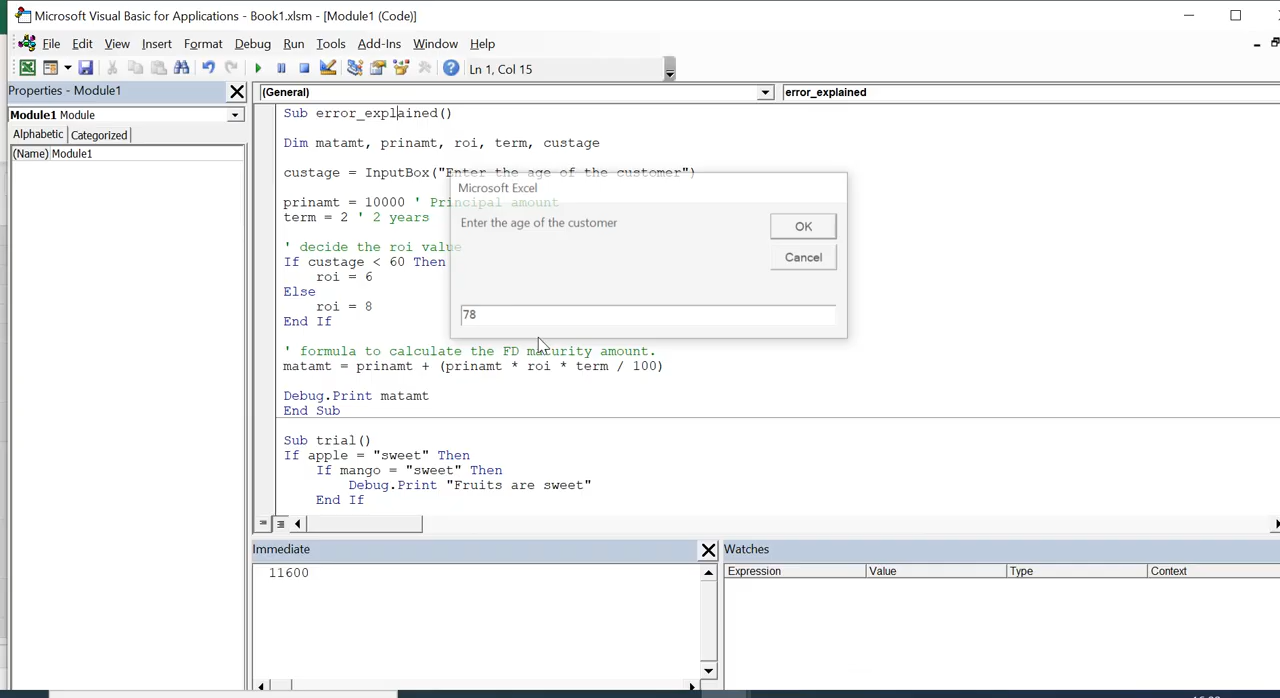 Microsoft Visual Basic for Applications - Book1.xlsm - [Module1 (Code)]
File Edit View Insert Format Debug Run Tools Add-Ins Window Help
Ln 1, Col 15
Properties - Module1
(General) error_explained
Module1 Module
Alphabetic Categorized
(Name) Module1
Sub error_explained()
Dim matamt, prinamt, roi, term, custage
custage = InputBox("Enter the age of the customer")
prinamt = 10000 ' Principal amount
term = 2 ' 2 years
' decide the roi value
If custage < 60 Then
roi = 6
Else
roi = 8
End If
' formula to calculate the FD maturity amount.
matamt = prinamt + (prinamt * roi * term / 100)
Debug.Print matamt
End Sub
Sub trial()
If apple = "sweet" Then
If mango = "sweet" Then
Debug.Print "Fruits are sweet"
End If
Microsoft Excel
Enter the age of the customer
OK
Cancel
78
Immediate
11600
Watches
Expression Value Type Context